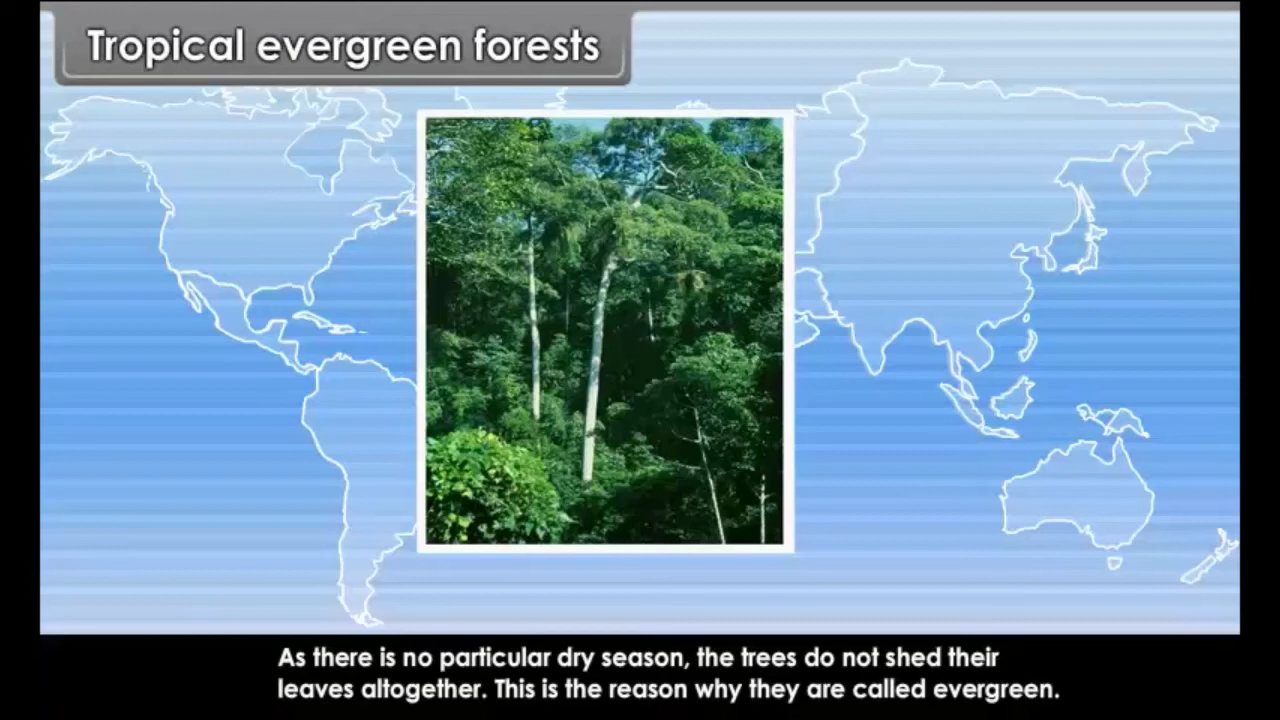 Tropical evergreen forests
As there is no particular dry season, the trees do not shed their
leaves altogether. This is the reason why they are called evergreen.